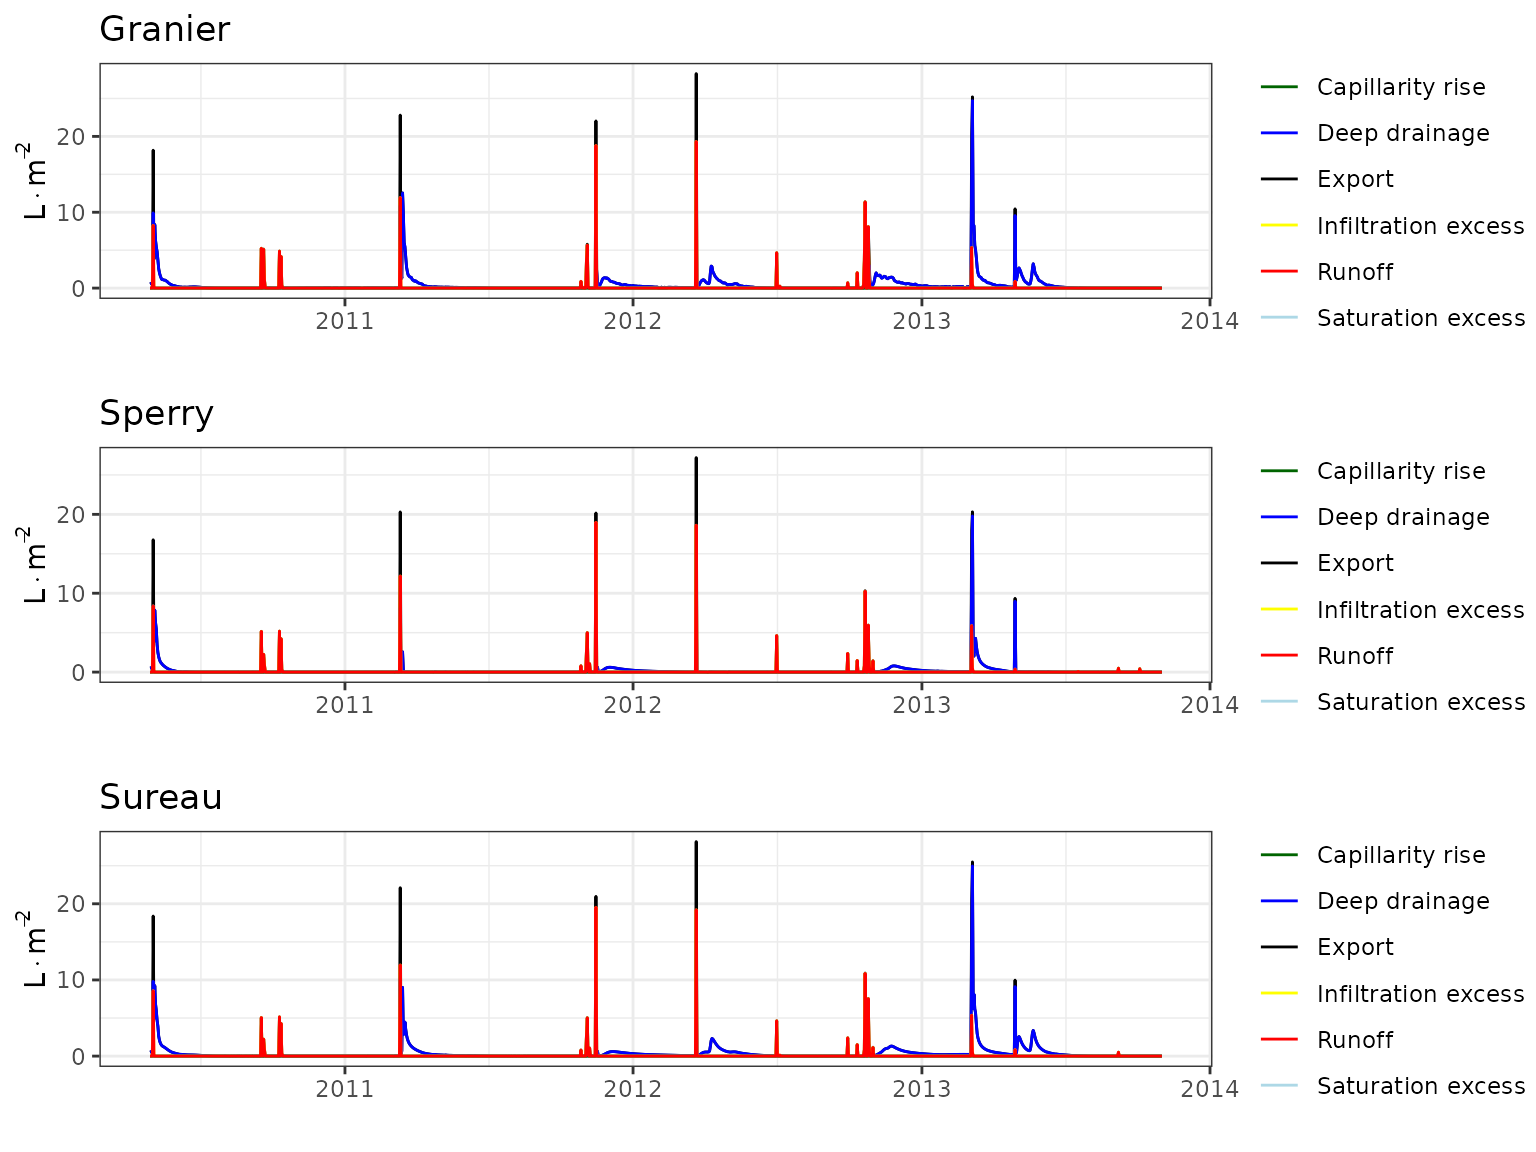 Granier
L · m⁻²
20
10
0
2011 2012 2013 2014
Capillarity rise
Deep drainage
Export
Infiltration excess
Runoff
Saturation excess
Sperry
L · m⁻²
20
10
0
2011 2012 2013 2014
Capillarity rise
Deep drainage
Export
Infiltration excess
Runoff
Saturation excess
Sureau
L · m⁻²
20
10
0
2011 2012 2013 2014
Capillarity rise
Deep drainage
Export
Infiltration excess
Runoff
Saturation excess